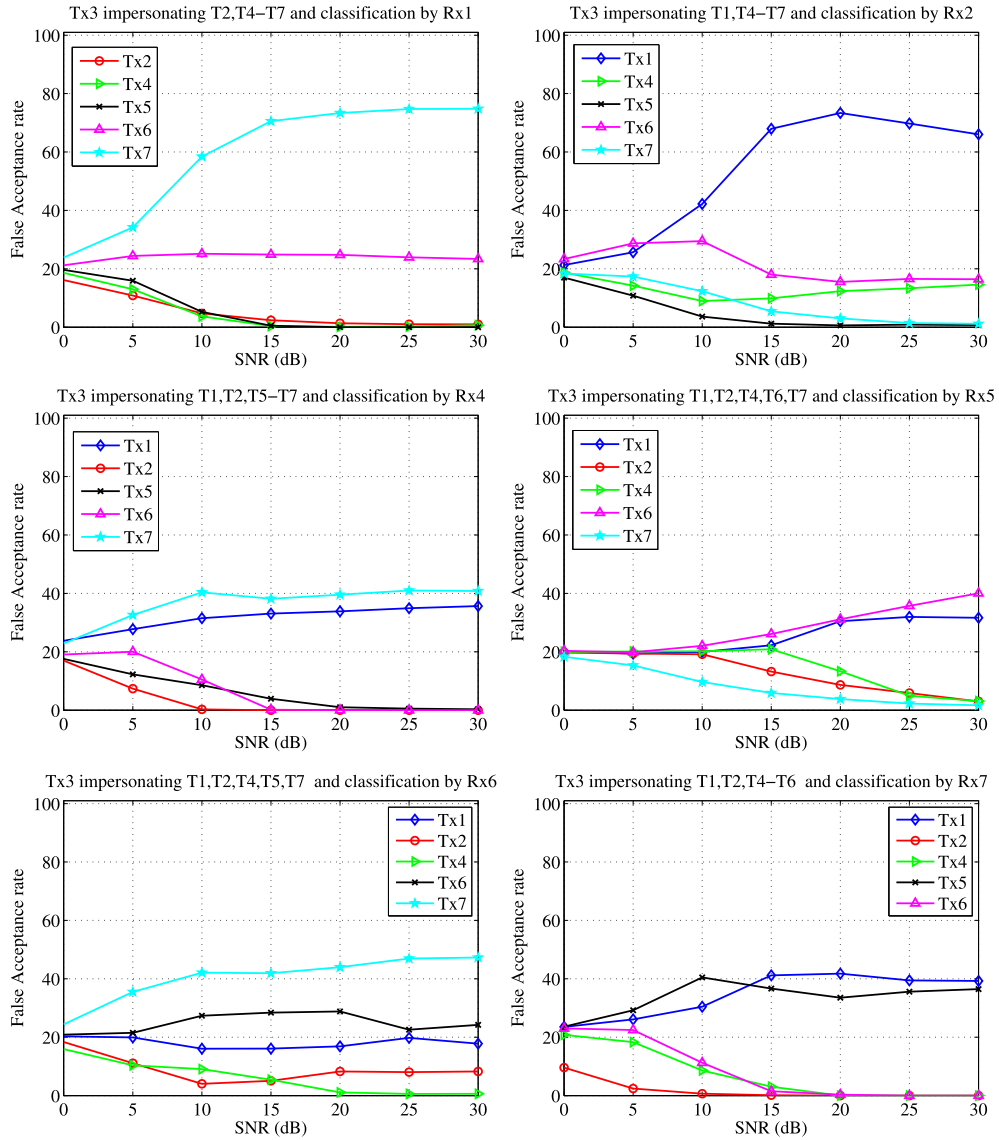 Tx3 impersonating T2,T4−T7 and classification by Rx1
100
80
60
40
20
0
False Acceptance rate
Tx2
Tx4
Tx5
Tx6
Tx7
0 5 10 15 20 25 30
SNR (dB)
Tx3 impersonating T1,T4−T7 and classification by Rx2
100
80
60
40
20
0
False Acceptance rate
Tx1
Tx4
Tx5
Tx6
Tx7
0 5 10 15 20 25 30
SNR (dB)
Tx3 impersonating T1,T2,T5−T7 and classification by Rx4
100
80
60
40
20
0
False Acceptance rate
Tx1
Tx2
Tx5
Tx6
Tx7
0 5 10 15 20 25 30
SNR (dB)
Tx3 impersonating T1,T2,T4,T6,T7 and classification by Rx5
100
80
60
40
20
0
False Acceptance rate
Tx1
Tx2
Tx4
Tx6
Tx7
0 5 10 15 20 25 30
SNR (dB)
Tx3 impersonating T1,T2,T4,T5,T7 and classification by Rx6
100
80
60
40
20
0
False Acceptance rate
Tx1
Tx2
Tx4
Tx6
Tx7
0 5 10 15 20 25 30
SNR (dB)
Tx3 impersonating T1,T2,T4−T6 and classification by Rx7
100
80
60
40
20
0
False Acceptance rate
Tx1
Tx2
Tx4
Tx5
Tx6
0 5 10 15 20 25 30
SNR (dB)